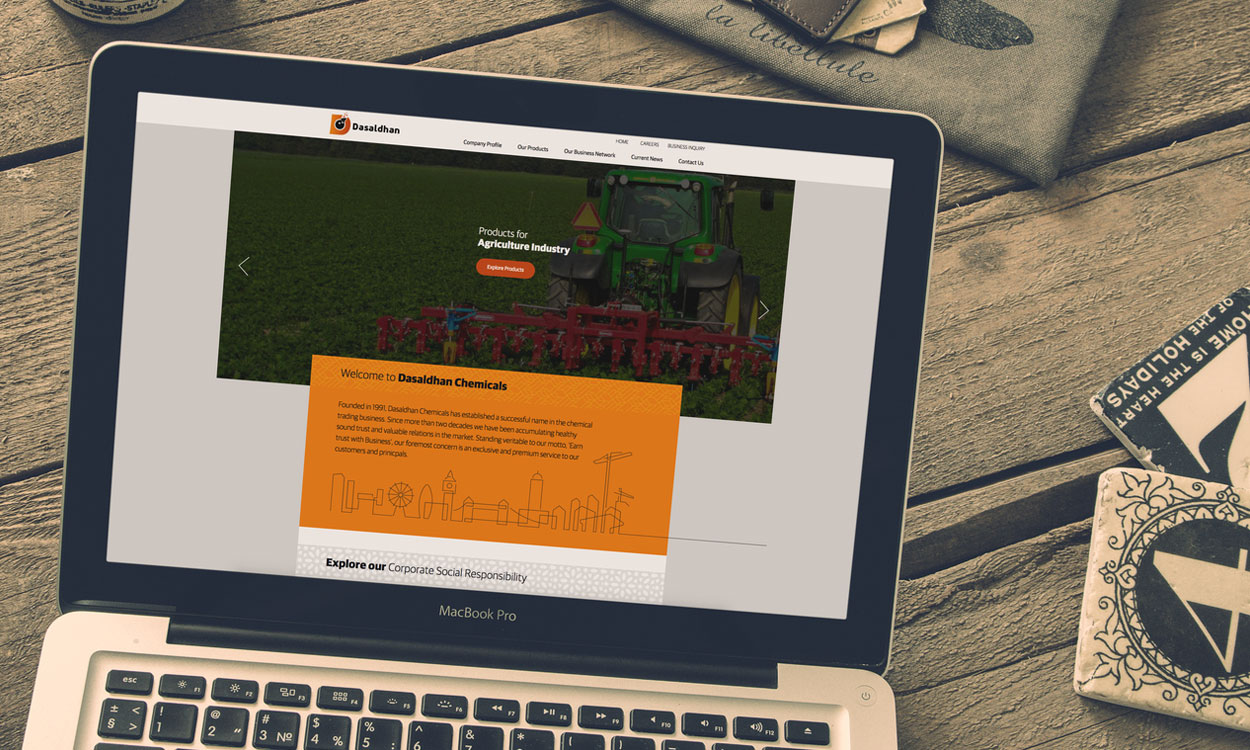 la libellule
Dasaldhan
HOME CAREERS BUSINESS INQUIRY
Company Profile Our Products Our Business Network Current News Contact Us
Products for
Agriculture Industry
Explore Products
Welcome to Dasaldhan Chemicals
Founded in 1991, Dasaldhan Chemicals has established a successful name in the chemical
trading business. Since more than two decades we have been accumulating healthy
sound trust and valuable relations in the market. Standing veritable to our motto, 'Earn
trust with Business', our foremost concern is an exclusive and premium service to our
customers and prinicpals.
Explore our Corporate Social Responsibility
HOME IS THE HEART
OF THE HOLIDAYS
MacBook Pro
esc F1 F2 F3 F4 F5 F6 F7 F8 F9 F10 F11 F12
± < § > ! 1 @ 2 " # 3 № $ 4 % % 5 : ^ 6 & 7 * (